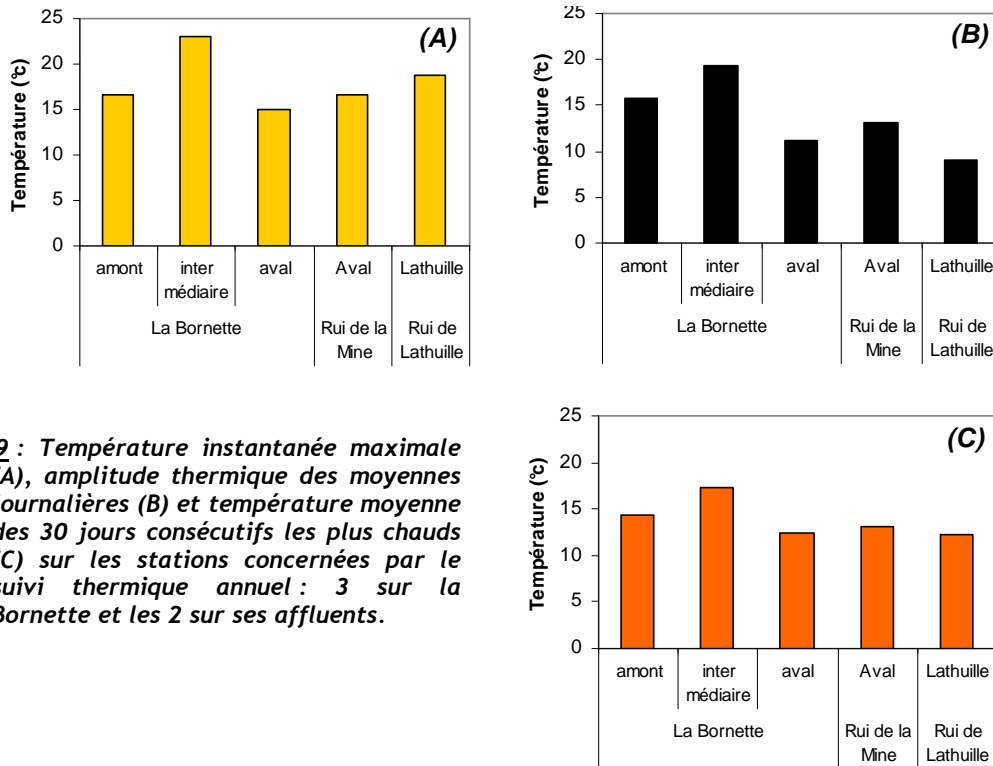 (A)
Température (°c)
25
20
15
10
5
0
amont
inter médiaire
aval
Aval
Lathuille
La Bornette
Rui de la Mine
Rui de Lathuille
(B)
Température (°c)
25
20
15
10
5
0
amont
inter médiaire
aval
Aval
Lathuille
La Bornette
Rui de la Mine
Rui de Lathuille
9 : Température instantanée maximale
A), amplitude thermique des moyennes
ournalières (B) et température moyenne
des 30 jours consécutifs les plus chauds
C) sur les stations concernées par le
suivi thermique annuel : 3 sur la
Bornette et les 2 sur ses affluents.
(C)
Température (°c)
25
20
15
10
5
0
amont
inter médiaire
aval
Aval
Lathuille
La Bornette
Rui de la Mine
Rui de Lathuille